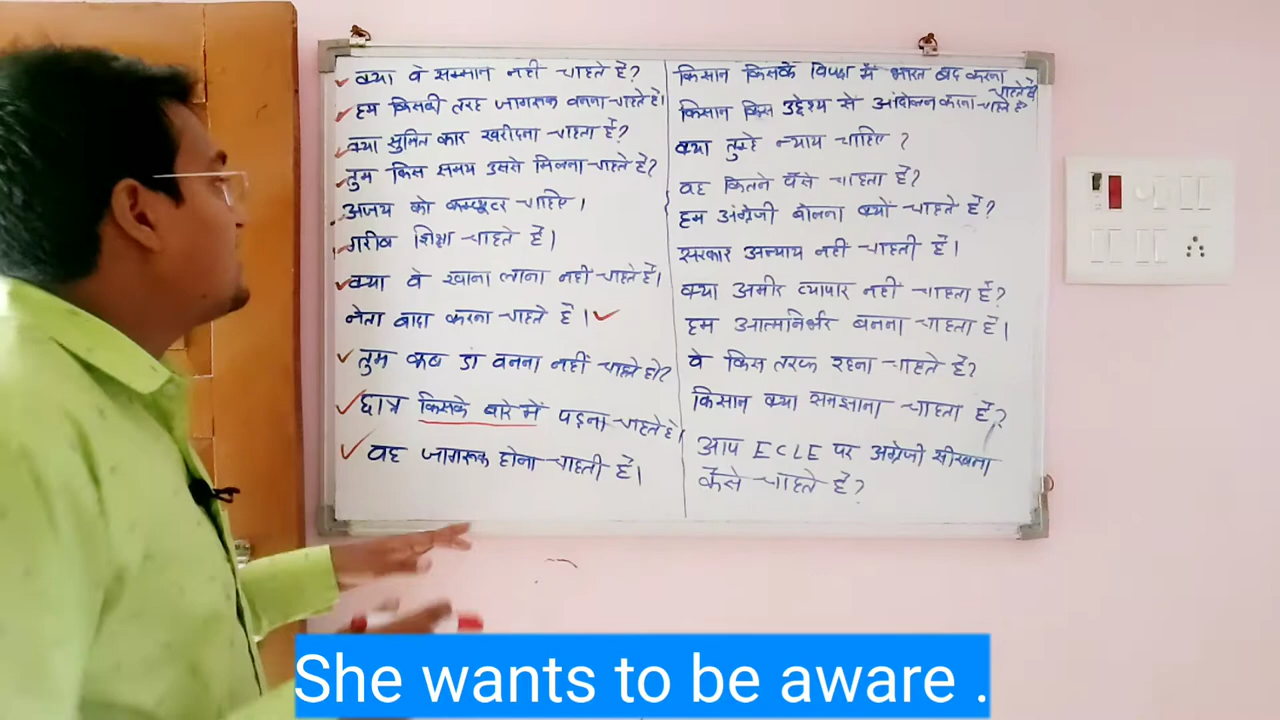 क्या वे सम्मान नहीं चाहते हैं?
हम किसकी तरह जागरूक बनना चाहते हैं।
क्या सुमित कार खरीदना चाहता हैं?
तुम किस समय उससे मिलना चाहते हैं?
अजय को कम्प्यूटर चाहिए।
गरीब शिक्षा चाहते हैं।
क्या वे खाना लाना नहीं चाहते हैं।
नेता वादा करना चाहते हैं।
तुम कब डॉ बनना नहीं चाहते हो?
छात्र किसके बारे में पढ़ना चाहते हैं।
वह जागरूक होना चाहती हैं।
किसान किसके विपक्ष में भारत बंद करना
चाहते हैं
किसान किस उद्देश्य से आंदोलन करना चाहते हैं
क्या तुम्हे न्याय चाहिए ?
वह कितने पैसे चाहता हैं?
हम अंग्रेजी बोलना क्यों चाहते हैं?
सरकार अन्याय नहीं चाहती हैं।
क्या अमीर व्यापार नहीं चाहता हैं?
हम आत्मनिर्भर बनना चाहता हैं।
वे किस तरफ रहना चाहते हैं?
किसान क्या समझाना चाहता हैं?
आप ECLE पर अंग्रेजी सीखना
कैसे चाहते हैं?
She wants to be aware .